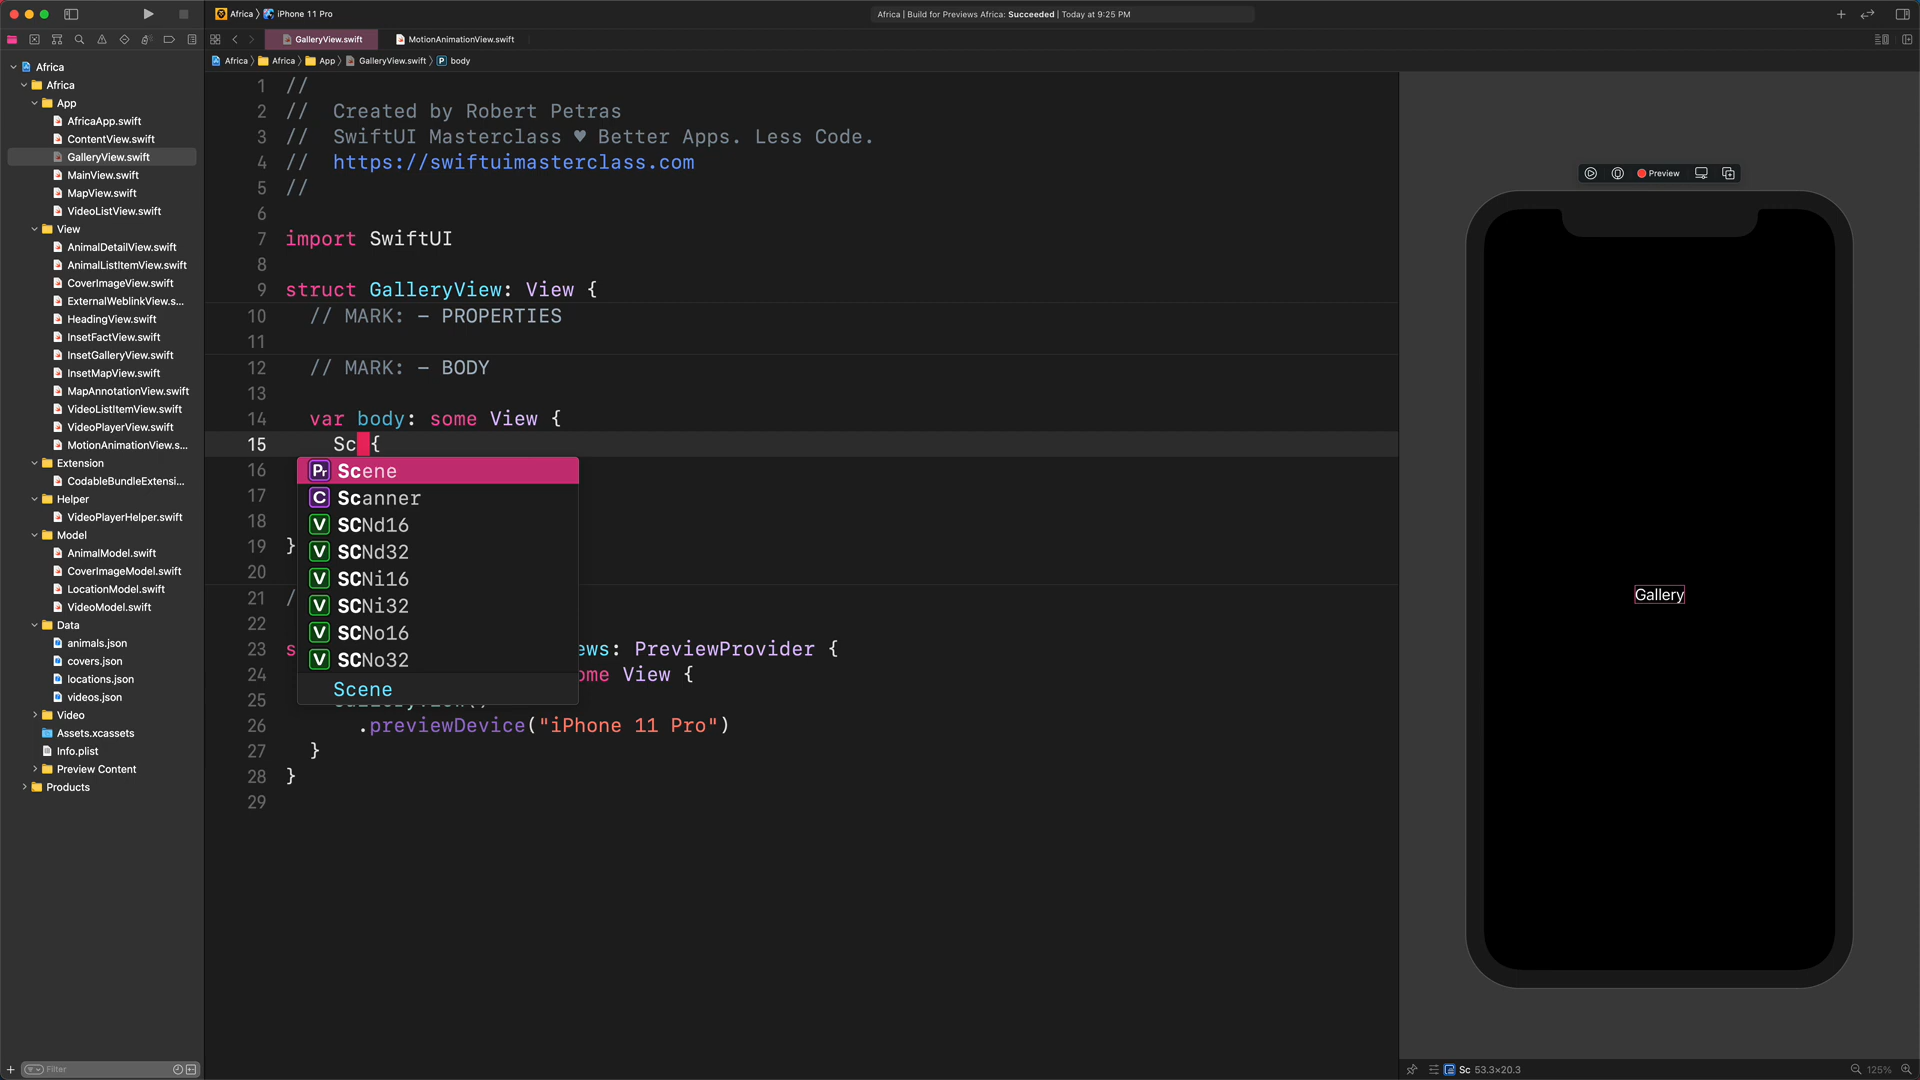 Africa
iPhone 11 Pro
Africa | Build for Previews Africa: Succeeded | Today at 9:25 PM
GalleryView.swift
MotionAnimationView.swift
Africa
Africa
App
GalleryView.swift
P
body
Africa
Africa
App
AfricaApp.swift
ContentView.swift
GalleryView.swift
MainView.swift
MapView.swift
VideoListView.swift
View
AnimalDetailView.swift
AnimalListItemView.swift
CoverImageView.swift
ExternalWeblinkView.s...
HeadingView.swift
InsetFactView.swift
InsetGalleryView.swift
InsetMapView.swift
MapAnnotationView.swift
VideoListItemView.swift
VideoPlayerView.swift
MotionAnimationView.s...
Extension
CodableBundleExtensi...
Helper
VideoPlayerHelper.swift
Model
AnimalModel.swift
CoverImageModel.swift
LocationModel.swift
VideoModel.swift
Data
animals.json
covers.json
locations.json
videos.json
Video
Assets.xcassets
Info.plist
Preview Content
Products
Filter
1 //
2 // Created by Robert Petras
3 // SwiftUI Masterclass ♥ Better Apps. Less Code.
4 // https://swiftuimasterclass.com
5 //
6
7 import SwiftUI
8
9 struct GalleryView: View {
10 // MARK: – PROPERTIES
11
12 // MARK: – BODY
13
14 var body: some View {
15 Sc {
16
17
18
19 }
20
21 /
22
23 s ews: PreviewProvider {
24 ome View {
25
26 .previewDevice("iPhone 11 Pro")
27 }
28 }
29
Pr Scene
C Scanner
V SCNd16
V SCNd32
V SCNi16
V SCNi32
V SCNo16
V SCNo32
Scene
Preview
Gallery
Sc 53.3×20.3
125%